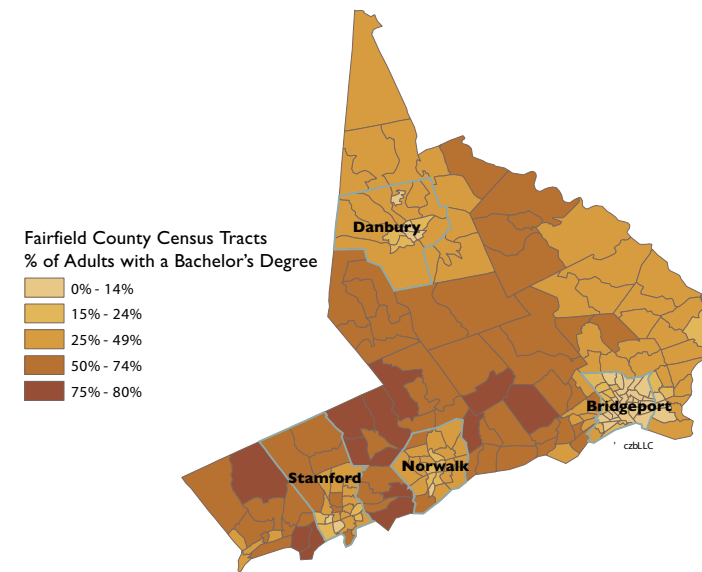 Danbury
Fairfield County Census Tracts
% of Adults with a Bachelor's Degree
0% - 14%
15% - 24%
25% - 49%
50% - 74%
75% - 80%
Bridgeport
czbLLC
Norwalk
Stamford